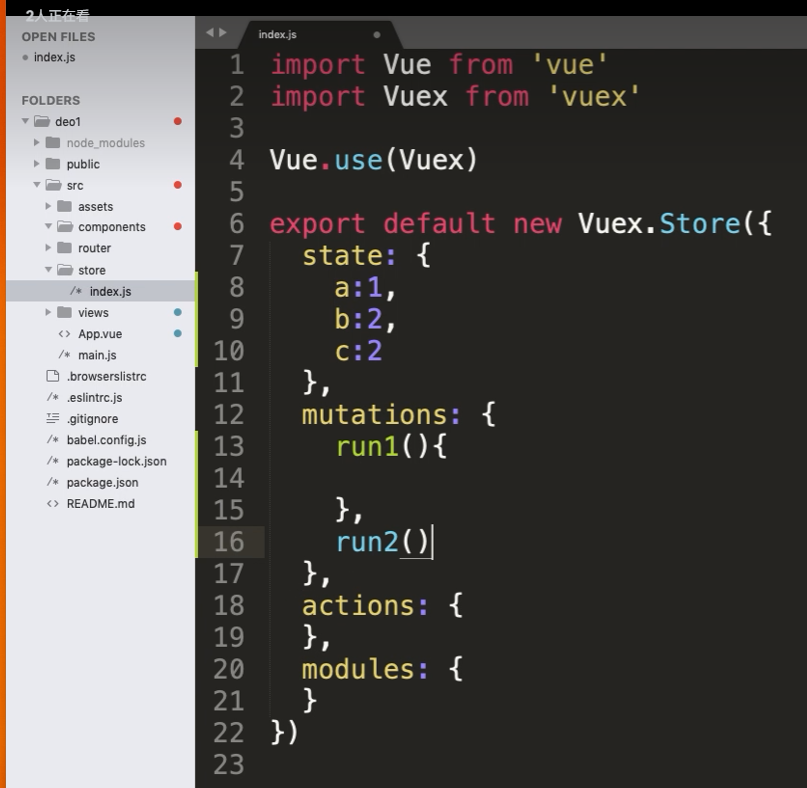 2人正在看
OPEN FILES
index.js
FOLDERS
deo1
node_modules
public
src
assets
components
router
store
/* index.js
views
<> App.vue
/* main.js
.browserslistrc
/* .eslintrc.js
.gitignore
/* babel.config.js
/* package-lock.json
/* package.json
<> README.md
index.js
1 import Vue from 'vue'
2 import Vuex from 'vuex'
3
4 Vue.use(Vuex)
5
6 export default new Vuex.Store({
7   state: {
8     a:1,
9     b:2,
10     c:2
11   },
12   mutations: {
13     run1(){
14
15     },
16     run2()
17   },
18   actions: {
19   },
20   modules: {
21   }
22 })
23